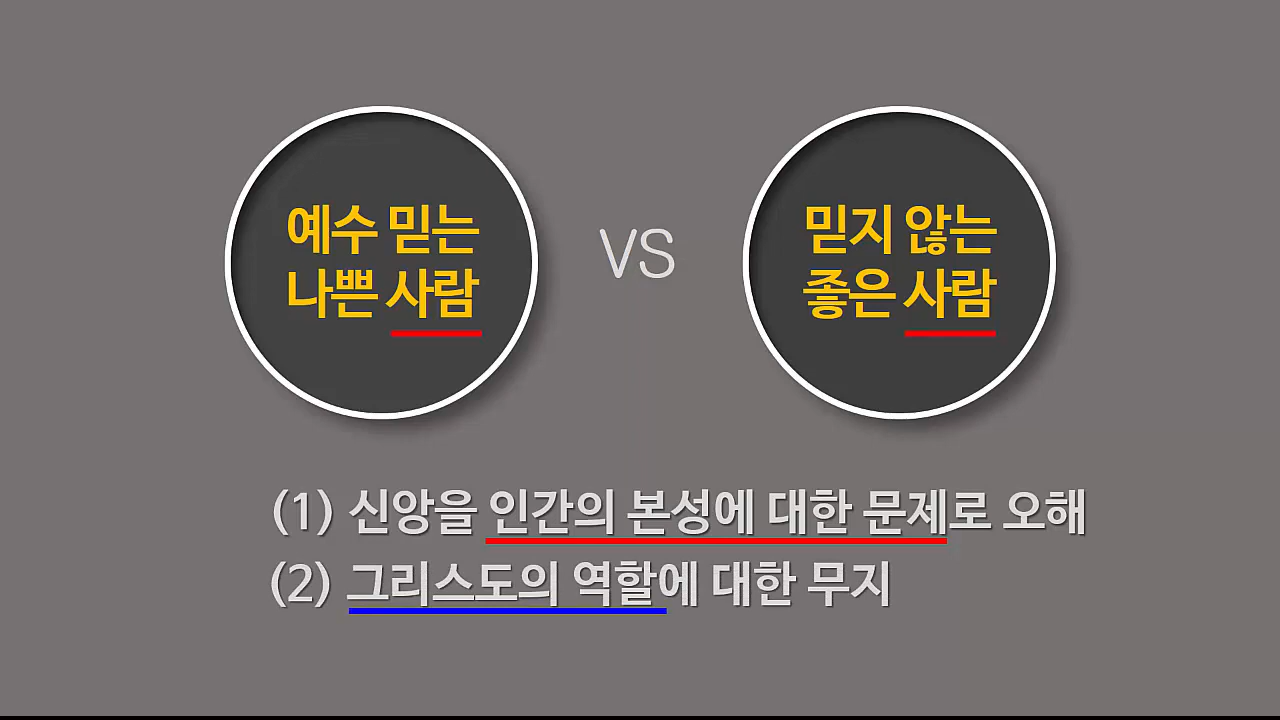 예수 믿는
나쁜 사람
VS
믿지 않는
좋은 사람
(1) 신앙을 인간의 본성에 대한 문제로 오해
(2) 그리스도의 역할에 대한 무지